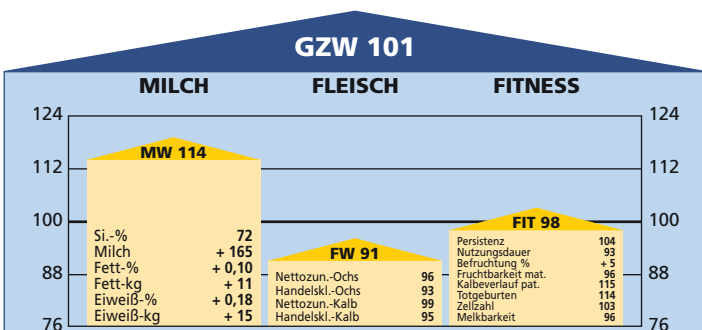 GZW 101
MILCH FLEISCH FITNESS
124 124
MW 114
112 112
100 100
FIT 98
Si.-% 72
Milch + 165
Fett-% + 0,10
Fett-kg + 11
Eiweiß-% + 0,18
Eiweiß-kg + 15
FW 91
Nettozun.-Ochs 96
Handelskl.-Ochs 93
Nettozun.-Kalb 99
Handelskl.-Kalb 95
Persistenz 104
Nutzungsdauer 93
Befruchtung % + 5
Fruchtbarkeit mat. 96
Kalbeverlauf pat. 115
Totgeburten 114
Zellzahl 103
Melkbarkeit 96
88 88
76 76